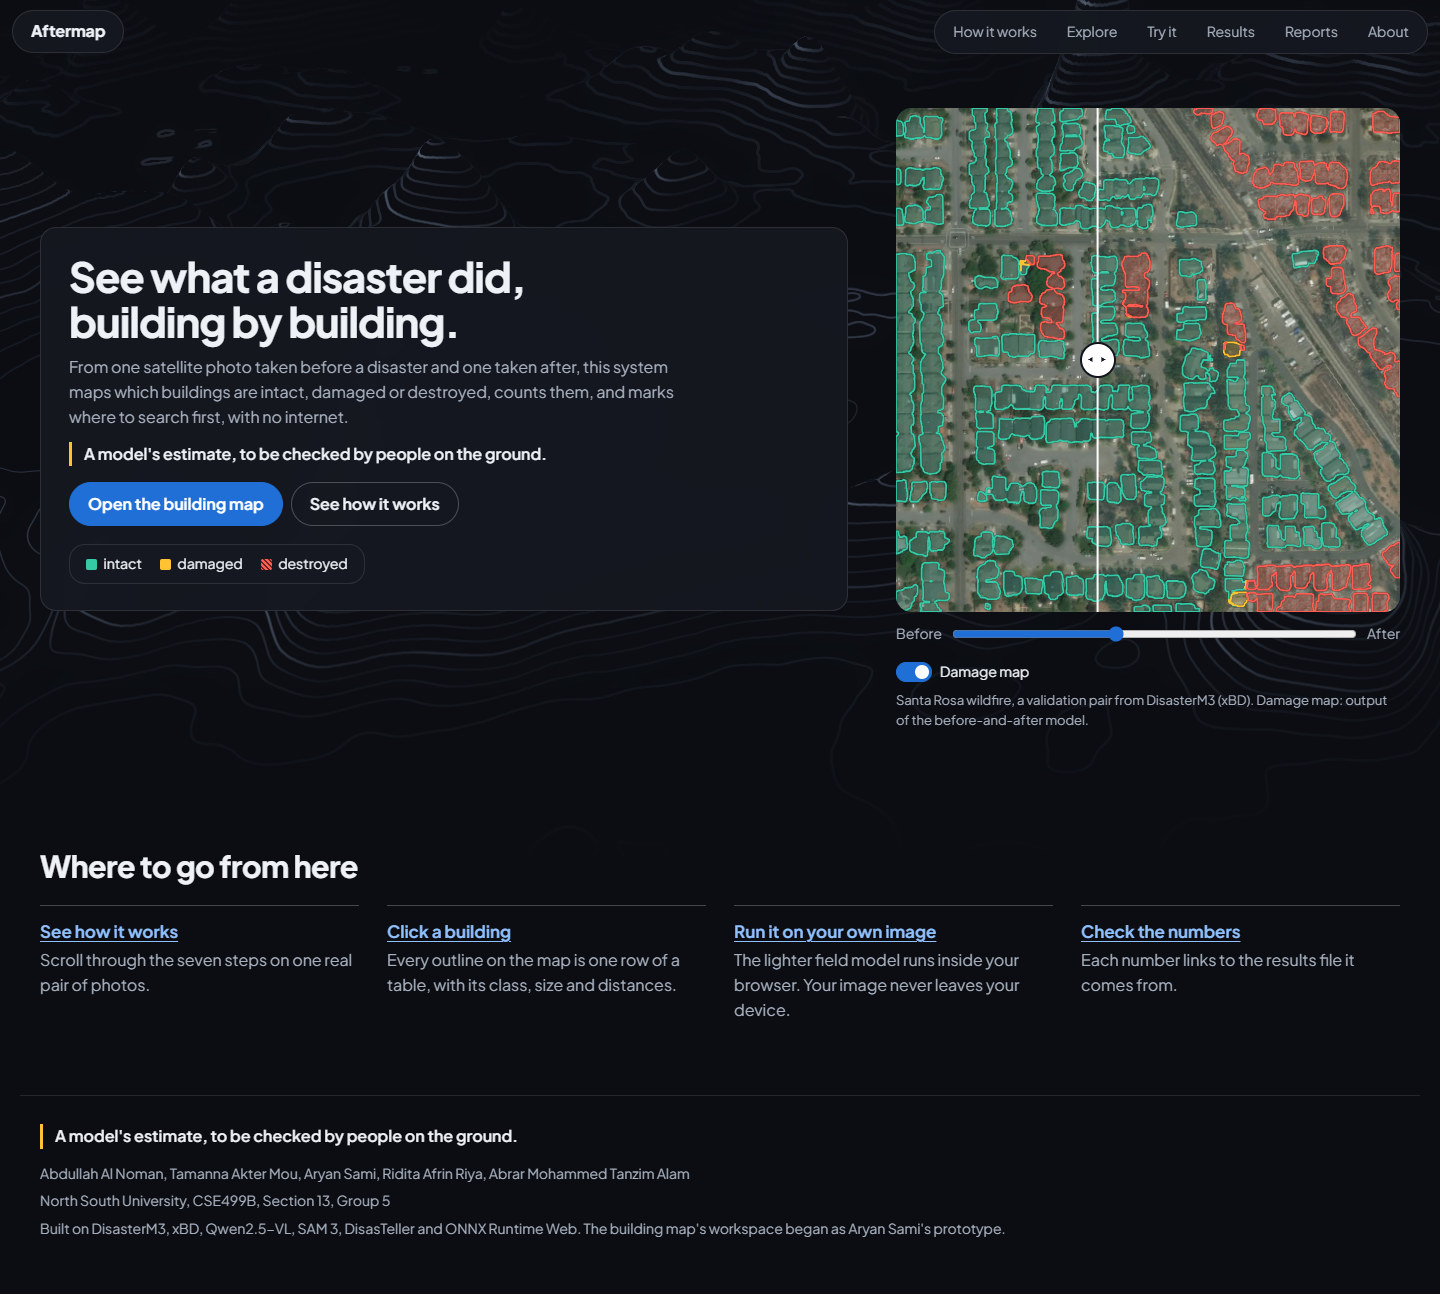 Aftermap
How it works
Explore
Try it
Results
Reports
About
See what a disaster did,
building by building.
From one satellite photo taken before a disaster and one taken after, this system
maps which buildings are intact, damaged or destroyed, counts them, and marks
where to search first, with no internet.
A model's estimate, to be checked by people on the ground.
Open the building map
See how it works
intact
damaged
destroyed
Before
After
Damage map
Santa Rosa wildfire, a validation pair from DisasterM3 (xBD). Damage map: output
of the before-and-after model.
Where to go from here
See how it works
Scroll through the seven steps on one real
pair of photos.
Click a building
Every outline on the map is one row of a
table, with its class, size and distances.
Run it on your own image
The lighter field model runs inside your
browser. Your image never leaves your
device.
Check the numbers
Each number links to the results file it
comes from.
A model's estimate, to be checked by people on the ground.
Abdullah Al Noman, Tamanna Akter Mou, Aryan Sami, Ridita Afrin Riya, Abrar Mohammed Tanzim Alam
North South University, CSE499B, Section 13, Group 5
Built on DisasterM3, xBD, Qwen2.5-VL, SAM 3, DisasTeller and ONNX Runtime Web. The building map's workspace began as Aryan Sami's prototype.